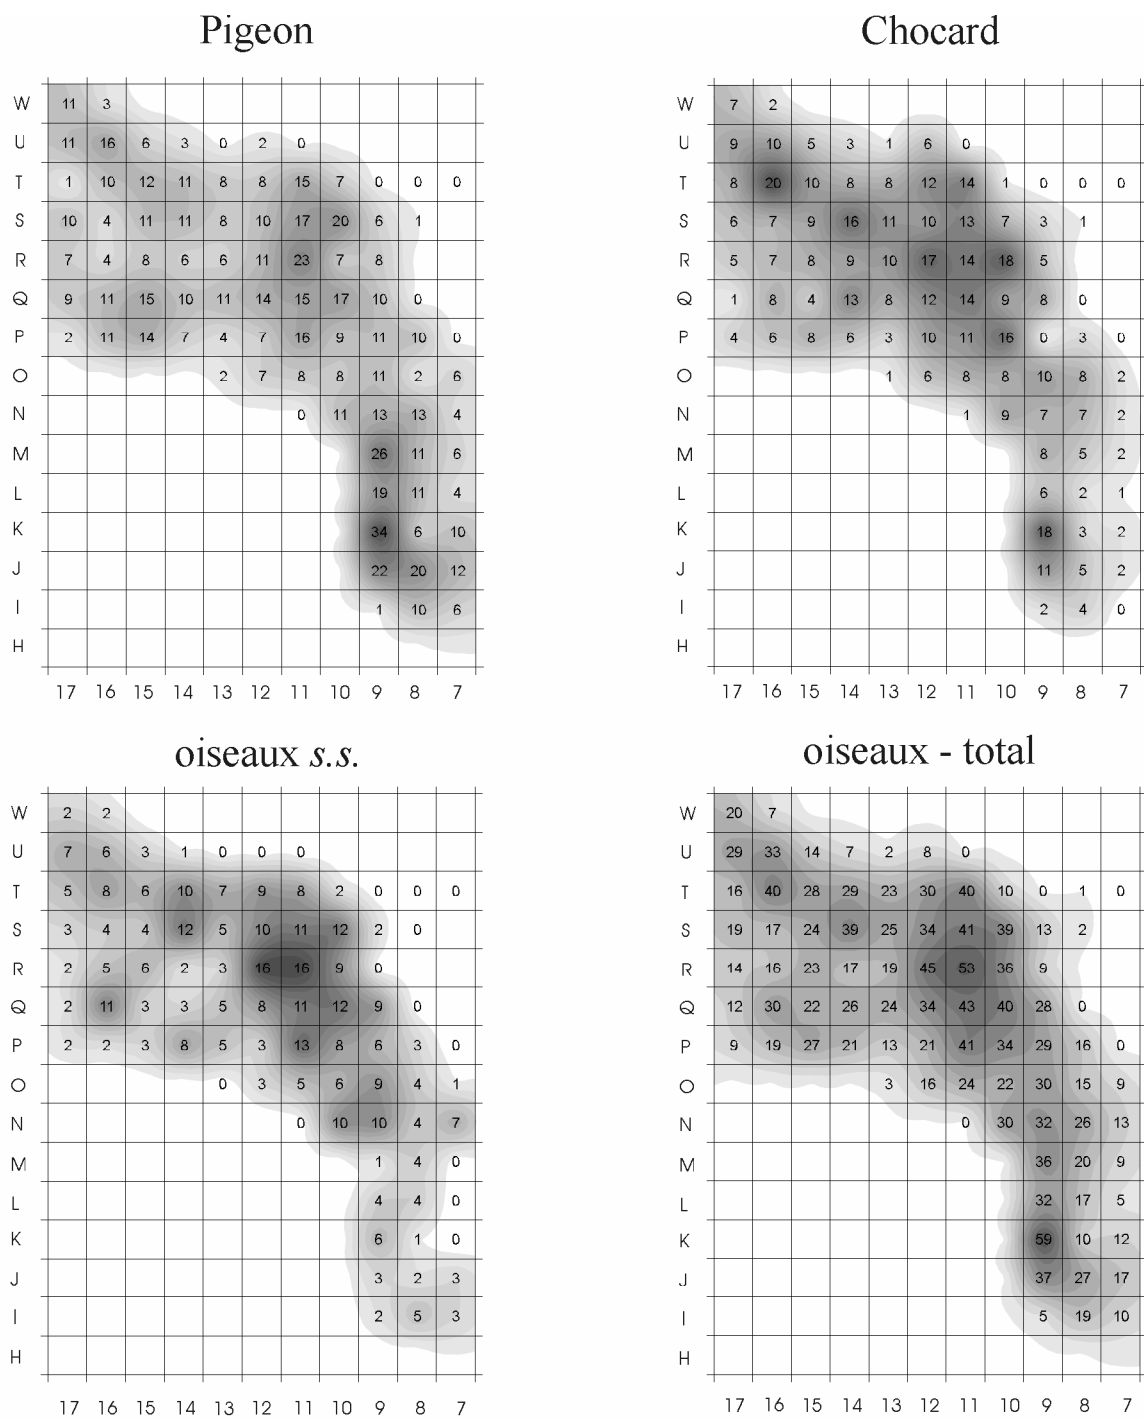 Pigeon
W 11 3
U 11 16 6 3 0 2 0
T 1 10 12 11 8 8 15 7 0 0 0
S 10 4 11 11 8 10 17 20 6 1
R 7 4 8 6 6 11 23 7 8
Q 9 11 15 10 11 14 15 17 10 0
P 2 11 14 7 4 7 16 9 11 10 0
O 2 7 8 8 11 2 6
N 0 11 13 13 4
M 26 11 6
L 19 11 4
K 34 6 10
J 22 20 12
I 1 10 6
H
17 16 15 14 13 12 11 10 9 8 7
Chocard
W 7 2
U 9 10 5 3 1 6 0
T 8 20 10 8 8 12 14 1 0 0 0
S 6 7 9 16 11 10 13 7 3 1
R 5 7 8 9 10 17 14 18 5
Q 1 8 4 13 8 12 14 9 8 0
P 4 6 8 6 3 10 11 16 0 3 0
O 1 6 8 8 10 8 2
N 1 9 7 7 2
M 8 5 2
L 6 2 1
K 18 3 2
J 11 5 2
I 2 4 0
H
17 16 15 14 13 12 11 10 9 8 7
oiseaux s.s.
W 2 2
U 7 6 3 1 0 0 0
T 5 8 6 10 7 9 8 2 0 0 0
S 3 4 4 12 5 10 11 12 2 0
R 2 5 6 2 3 16 16 9 0
Q 2 11 3 3 5 8 11 12 9 0
P 2 2 3 8 5 3 13 8 6 3 0
O 0 3 5 6 9 4 1
N 0 10 10 4 7
M 1 4 0
L 4 4 0
K 6 1 0
J 3 2 3
I 2 5 3
H
17 16 15 14 13 12 11 10 9 8 7
oiseaux - total
W 20 7
U 29 33 14 7 2 8 0
T 16 40 28 29 23 30 40 10 0 1 0
S 19 17 24 39 25 34 41 39 13 2
R 14 16 23 17 19 45 53 36 9
Q 12 30 22 26 24 34 43 40 28 0
P 9 19 27 21 13 21 41 34 29 16 0
O 3 16 24 22 30 15 9
N 0 30 32 26 13
M 36 20 9
L 32 17 5
K 59 10 12
J 37 27 17
I 5 19 10
H
17 16 15 14 13 12 11 10 9 8 7